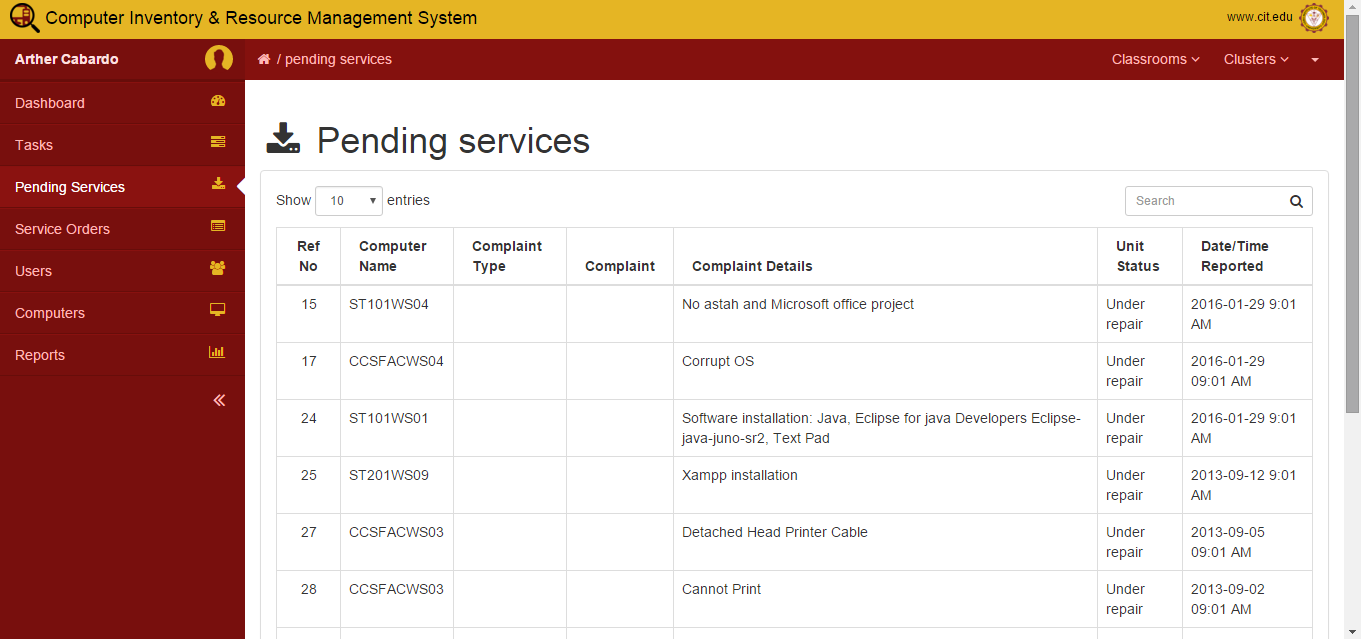 Computer Inventory & Resource Management System
www.cit.edu
Arther Cabardo
/ pending services
Classrooms
Clusters
Dashboard
Tasks
Pending Services
Service Orders
Users
Computers
Reports
Pending services
Show 10 entries
Search
Ref No
Computer Name
Complaint Type
Complaint
Complaint Details
Unit Status
Date/Time Reported
15 ST101WS04 No astah and Microsoft office project Under repair 2016-01-29 9:01 AM
17 CCSFACWS04 Corrupt OS Under repair 2016-01-29 09:01 AM
24 ST101WS01 Software installation: Java, Eclipse for java Developers Eclipse-java-juno-sr2, Text Pad Under repair 2016-01-29 9:01 AM
25 ST201WS09 Xampp installation Under repair 2013-09-12 9:01 AM
27 CCSFACWS03 Detached Head Printer Cable Under repair 2013-09-05 09:01 AM
28 CCSFACWS03 Cannot Print Under repair 2013-09-02 09:01 AM